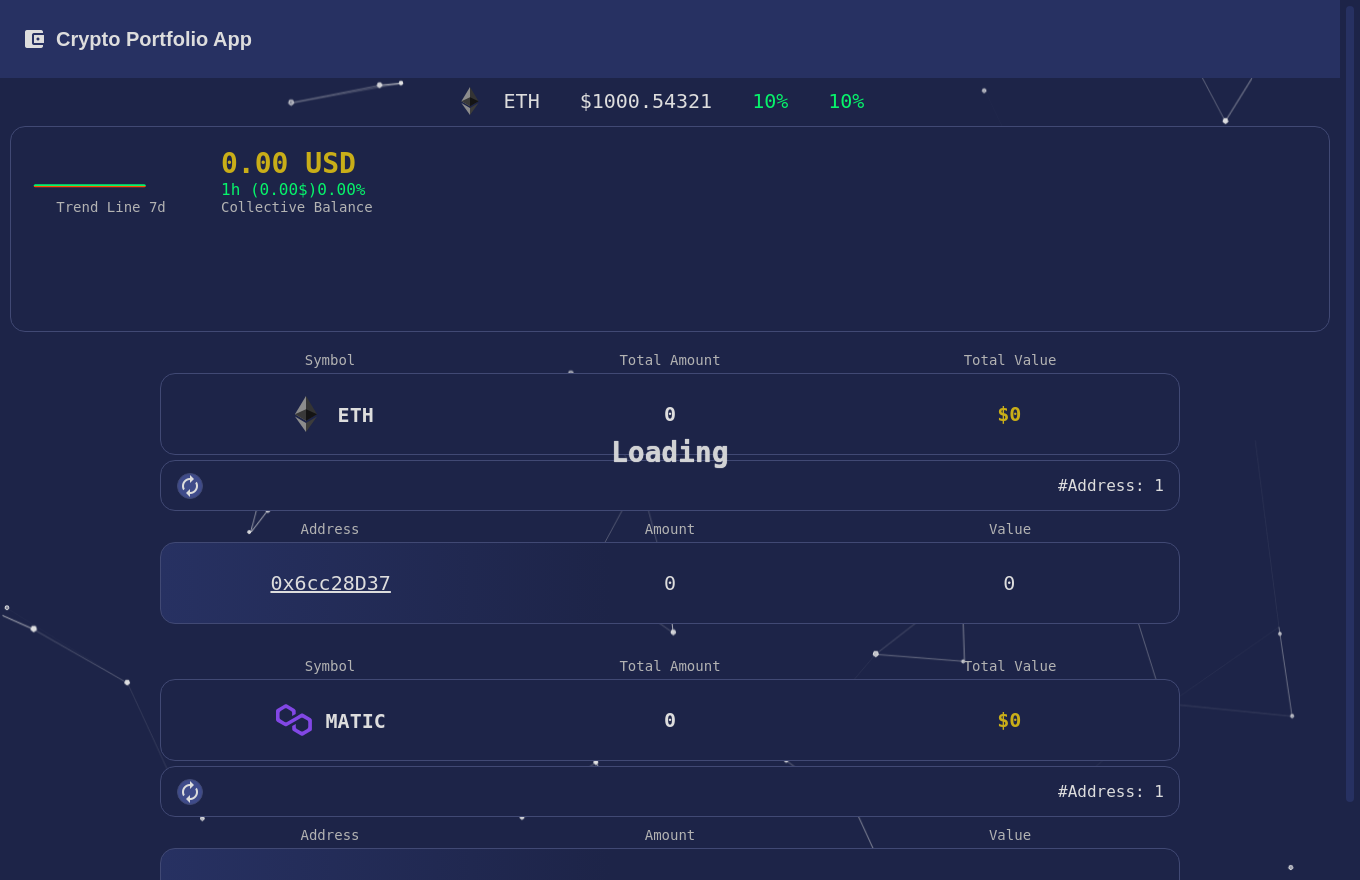 Crypto Portfolio App
ETH $1000.54321 10% 10%
0.00 USD
1h (0.00$)0.00%
Trend Line 7d Collective Balance
Symbol Total Amount Total Value
ETH 0 $0
Loading
#Address: 1
Address Amount Value
0x6cc28D37 0 0
Symbol Total Amount Total Value
MATIC 0 $0
#Address: 1
Address Amount Value